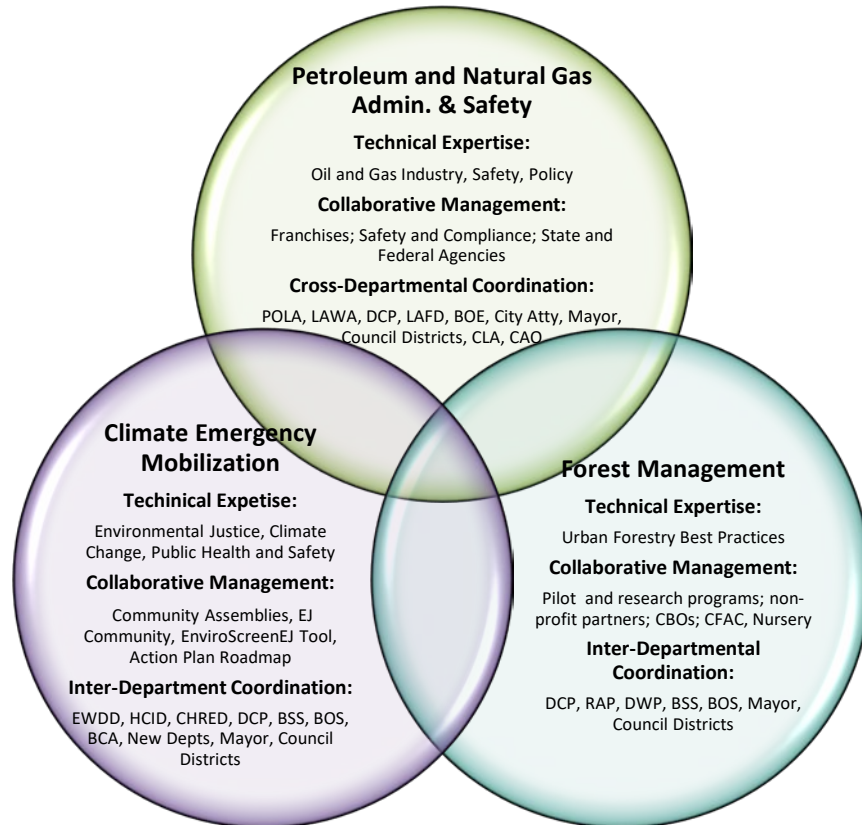 Petroleum and Natural Gas
Admin. & Safety
Technical Expertise:
Oil and Gas Industry, Safety, Policy
Collaborative Management:
Franchises; Safety and Compliance; State and
Federal Agencies
Cross-Departmental Coordination:
POLA, LAWA, DCP, LAFD, BOE, City Atty, Mayor,
Council Districts, CLA, CAO
Climate Emergency
Mobilization
Techinical Expetise:
Environmental Justice, Climate
Change, Public Health and Safety
Collaborative Management:
Community Assemblies, EJ
Community, EnviroScreenEJ Tool,
Action Plan Roadmap
Inter-Department Coordination:
EWDD, HCID, CHRED, DCP, BSS, BOS,
BCA, New Depts, Mayor, Council
Districts
Forest Management
Technical Expertise:
Urban Forestry Best Practices
Collaborative Management:
Pilot and research programs; non-
profit partners; CBOs; CFAC, Nursery
Inter-Departmental
Coordination:
DCP, RAP, DWP, BSS, BOS, Mayor,
Council Districts